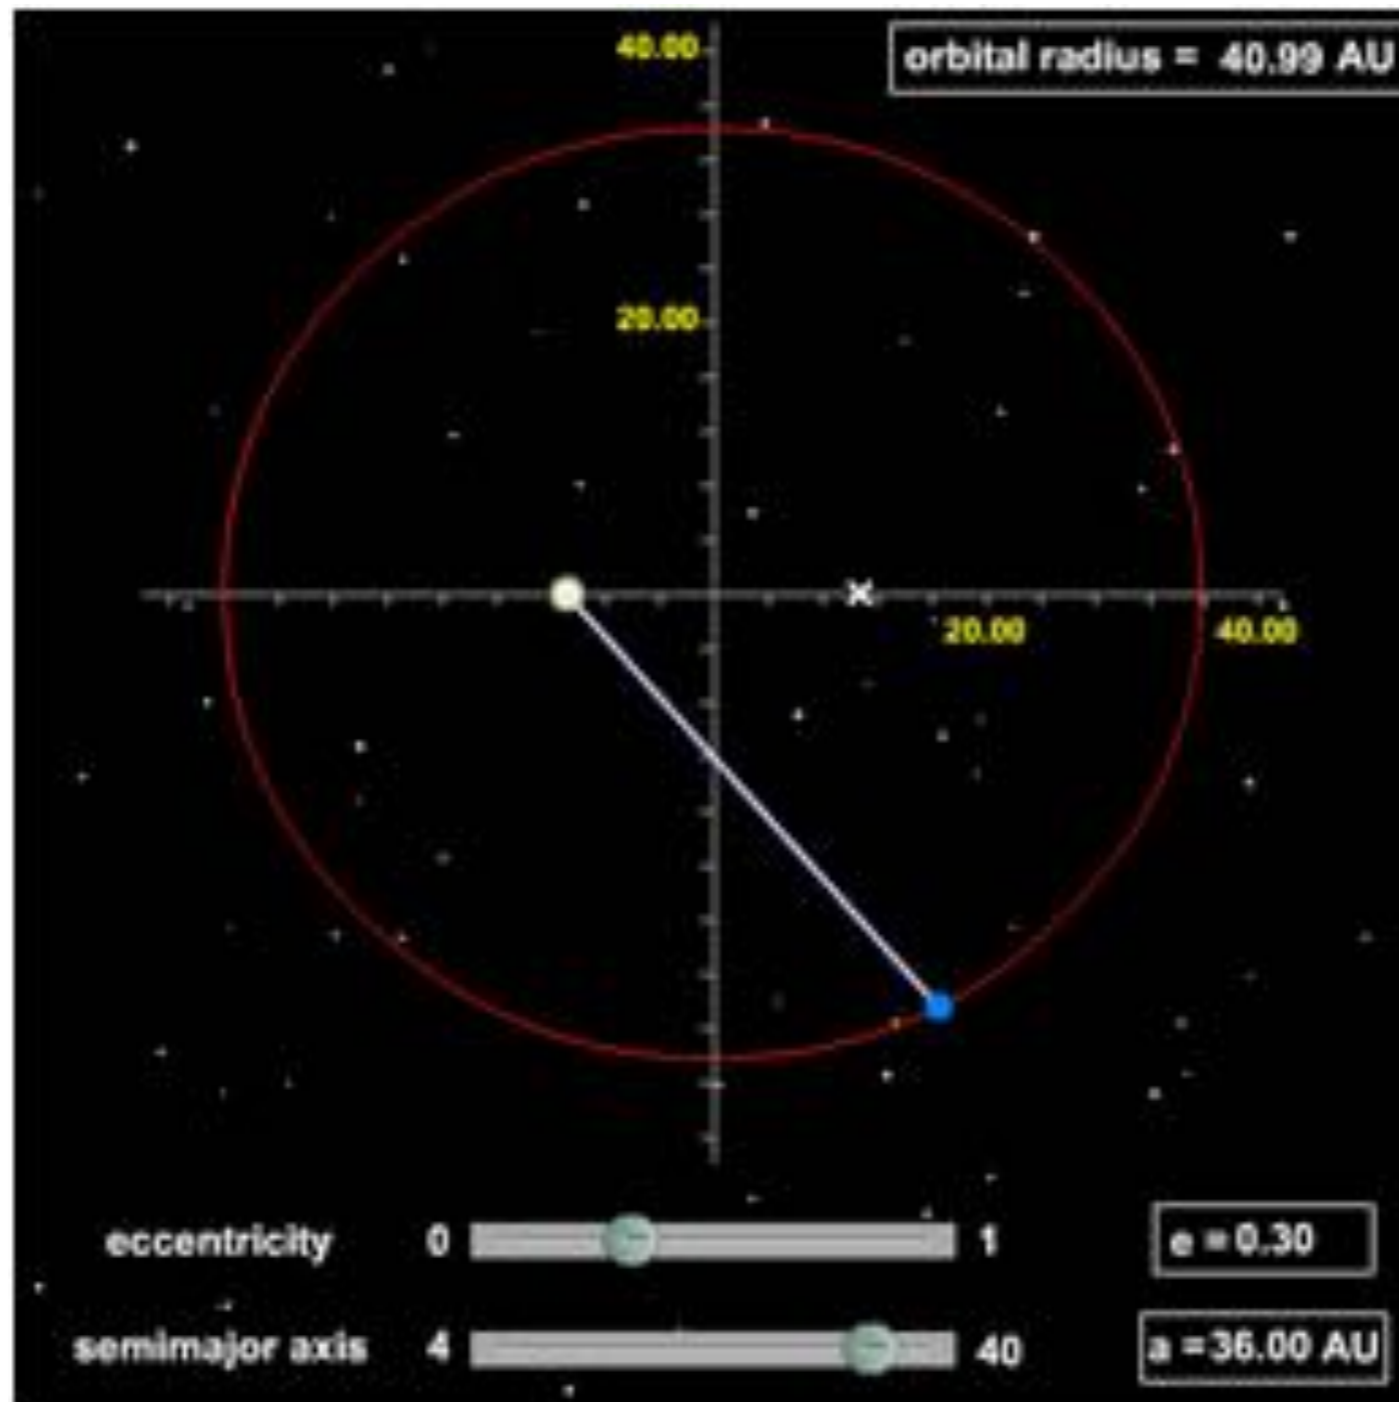 40.00
orbital radius = 40.99 AU
20.00
20.00
40.00
eccentricity 0 1 e = 0.30
semimajor axis 4 40 a = 36.00 AU